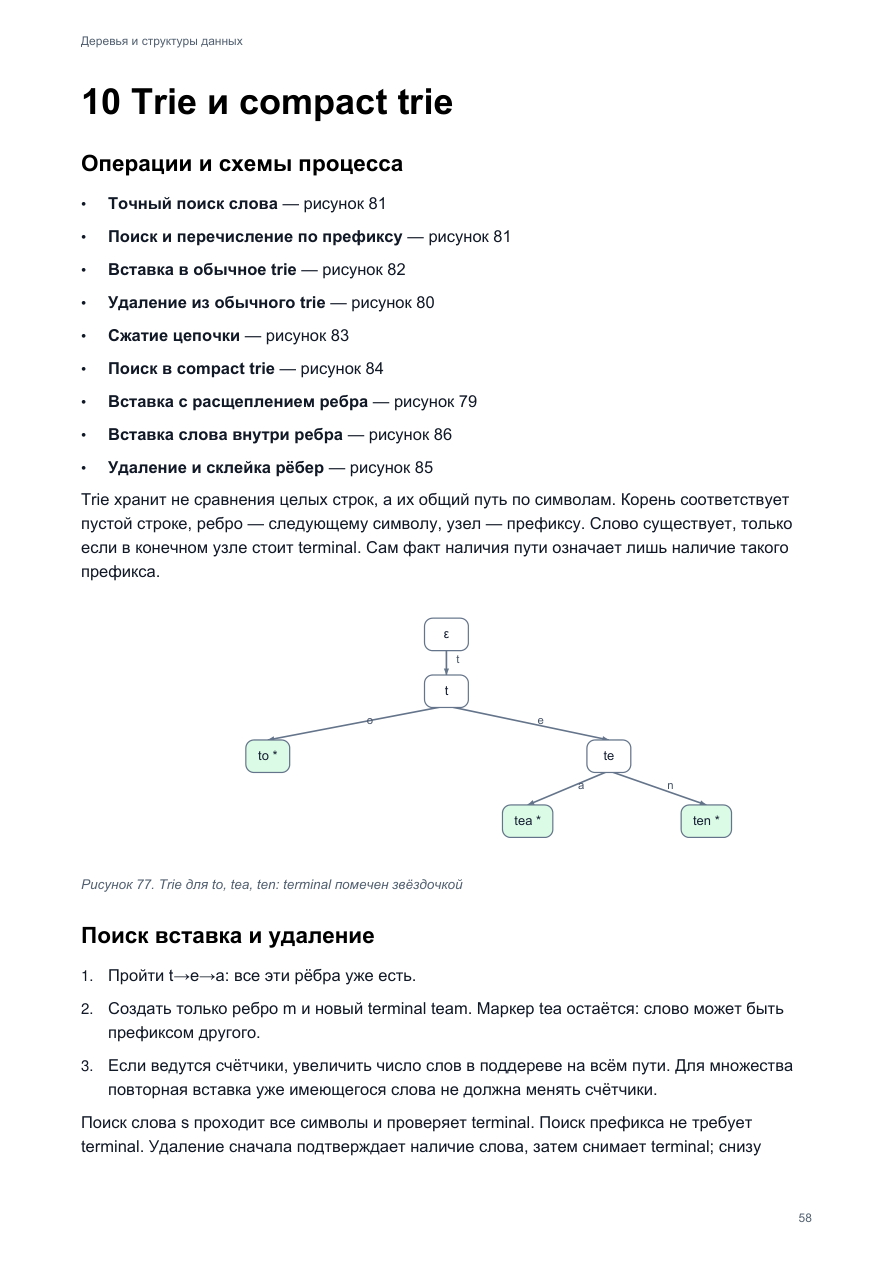 Деревья и структуры данных
10 Trie и compact trie
Операции и схемы процесса
• Точный поиск слова — рисунок 81
• Поиск и перечисление по префиксу — рисунок 81
• Вставка в обычное trie — рисунок 82
• Удаление из обычного trie — рисунок 80
• Сжатие цепочки — рисунок 83
• Поиск в compact trie — рисунок 84
• Вставка с расщеплением ребра — рисунок 79
• Вставка слова внутри ребра — рисунок 86
• Удаление и склейка рёбер — рисунок 85
Trie хранит не сравнения целых строк, а их общий путь по символам. Корень соответствует
пустой строке, ребро — следующему символу, узел — префиксу. Слово существует, только
если в конечном узле стоит terminal. Сам факт наличия пути означает лишь наличие такого
префикса.
ε
t
t
o e
to * te
a n
tea * ten *
Рисунок 77. Trie для to, tea, ten: terminal помечен звёздочкой
Поиск вставка и удаление
1. Пройти t→e→a: все эти рёбра уже есть.
2. Создать только ребро m и новый terminal team. Маркер tea остаётся: слово может быть
префиксом другого.
3. Если ведутся счётчики, увеличить число слов в поддереве на всём пути. Для множества
повторная вставка уже имеющегося слова не должна менять счётчики.
Поиск слова s проходит все символы и проверяет terminal. Поиск префикса не требует
terminal. Удаление сначала подтверждает наличие слова, затем снимает terminal; снизу
58